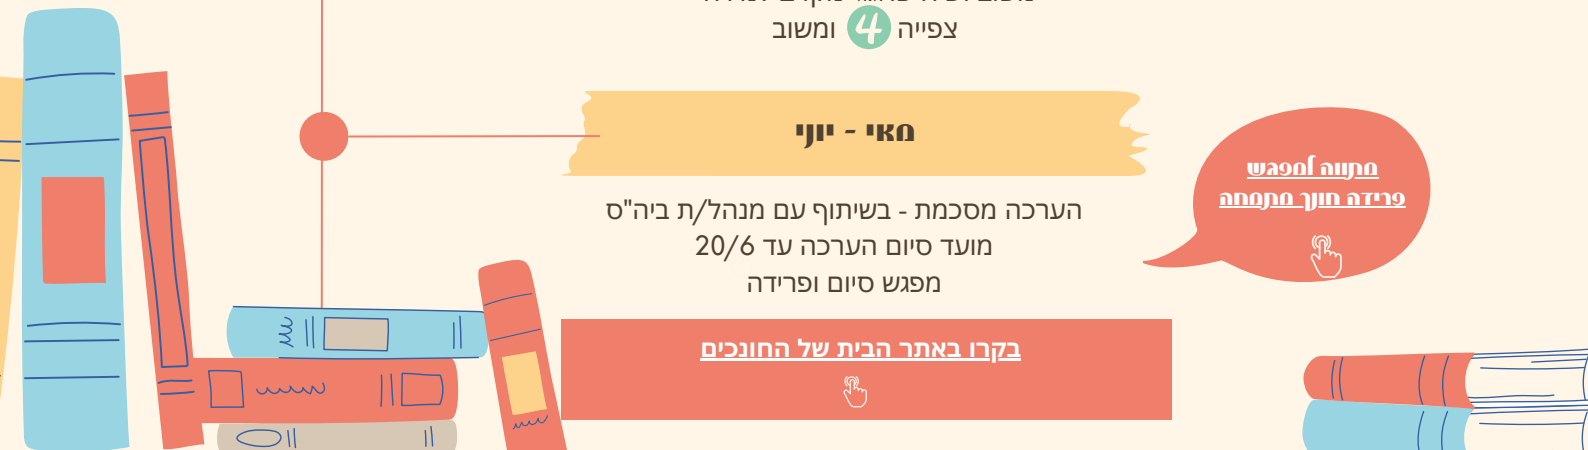 צפייה 4 ומשוב
מאי - יוני
הערכה מסכמת - בשיתוף עם מנהל/ת ביה"ס
מועד סיום הערכה עד 20/6
מפגש סיום ופרידה
מתווה למפגש
פרידה חונך מתמחה
בקרו באתר הבית של החונכים